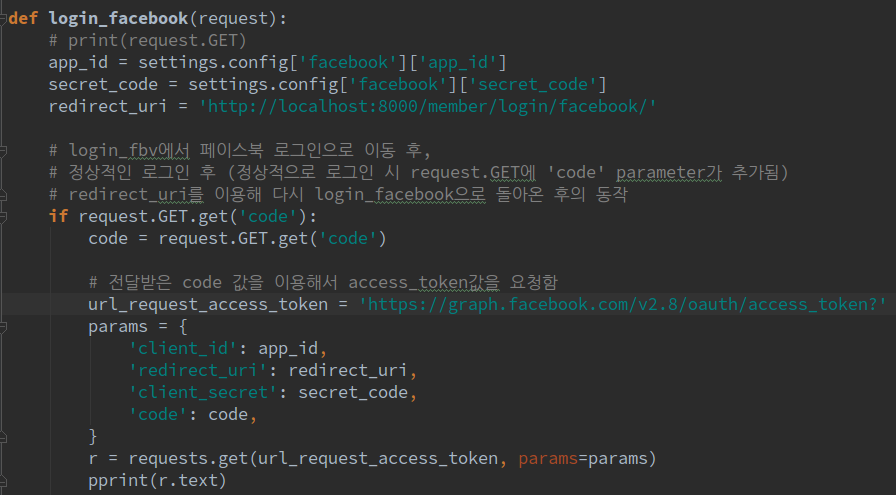 def login_facebook(request):
    # print(request.GET)
    app_id = settings.config['facebook']['app_id']
    secret_code = settings.config['facebook']['secret_code']
    redirect_uri = 'http://localhost:8000/member/login/facebook/'
    # login_fbv에서 페이스북 로그인으로 이동 후,
    # 정상적인 로그인 후 (정상적으로 로그인 시 request.GET에 'code' parameter가 추가됨)
    # redirect_uri를 이용해 다시 login_facebook으로 돌아온 후의 동작
    if request.GET.get('code'):
        code = request.GET.get('code')
        # 전달받은 code 값을 이용해서 access_token값을 요청함
        url_request_access_token = 'https://graph.facebook.com/v2.8/oauth/access_token?'
        params = {
            'client_id': app_id,
            'redirect_uri': redirect_uri,
            'client_secret': secret_code,
            'code': code,
        }
        r = requests.get(url_request_access_token, params=params)
        pprint(r.text)